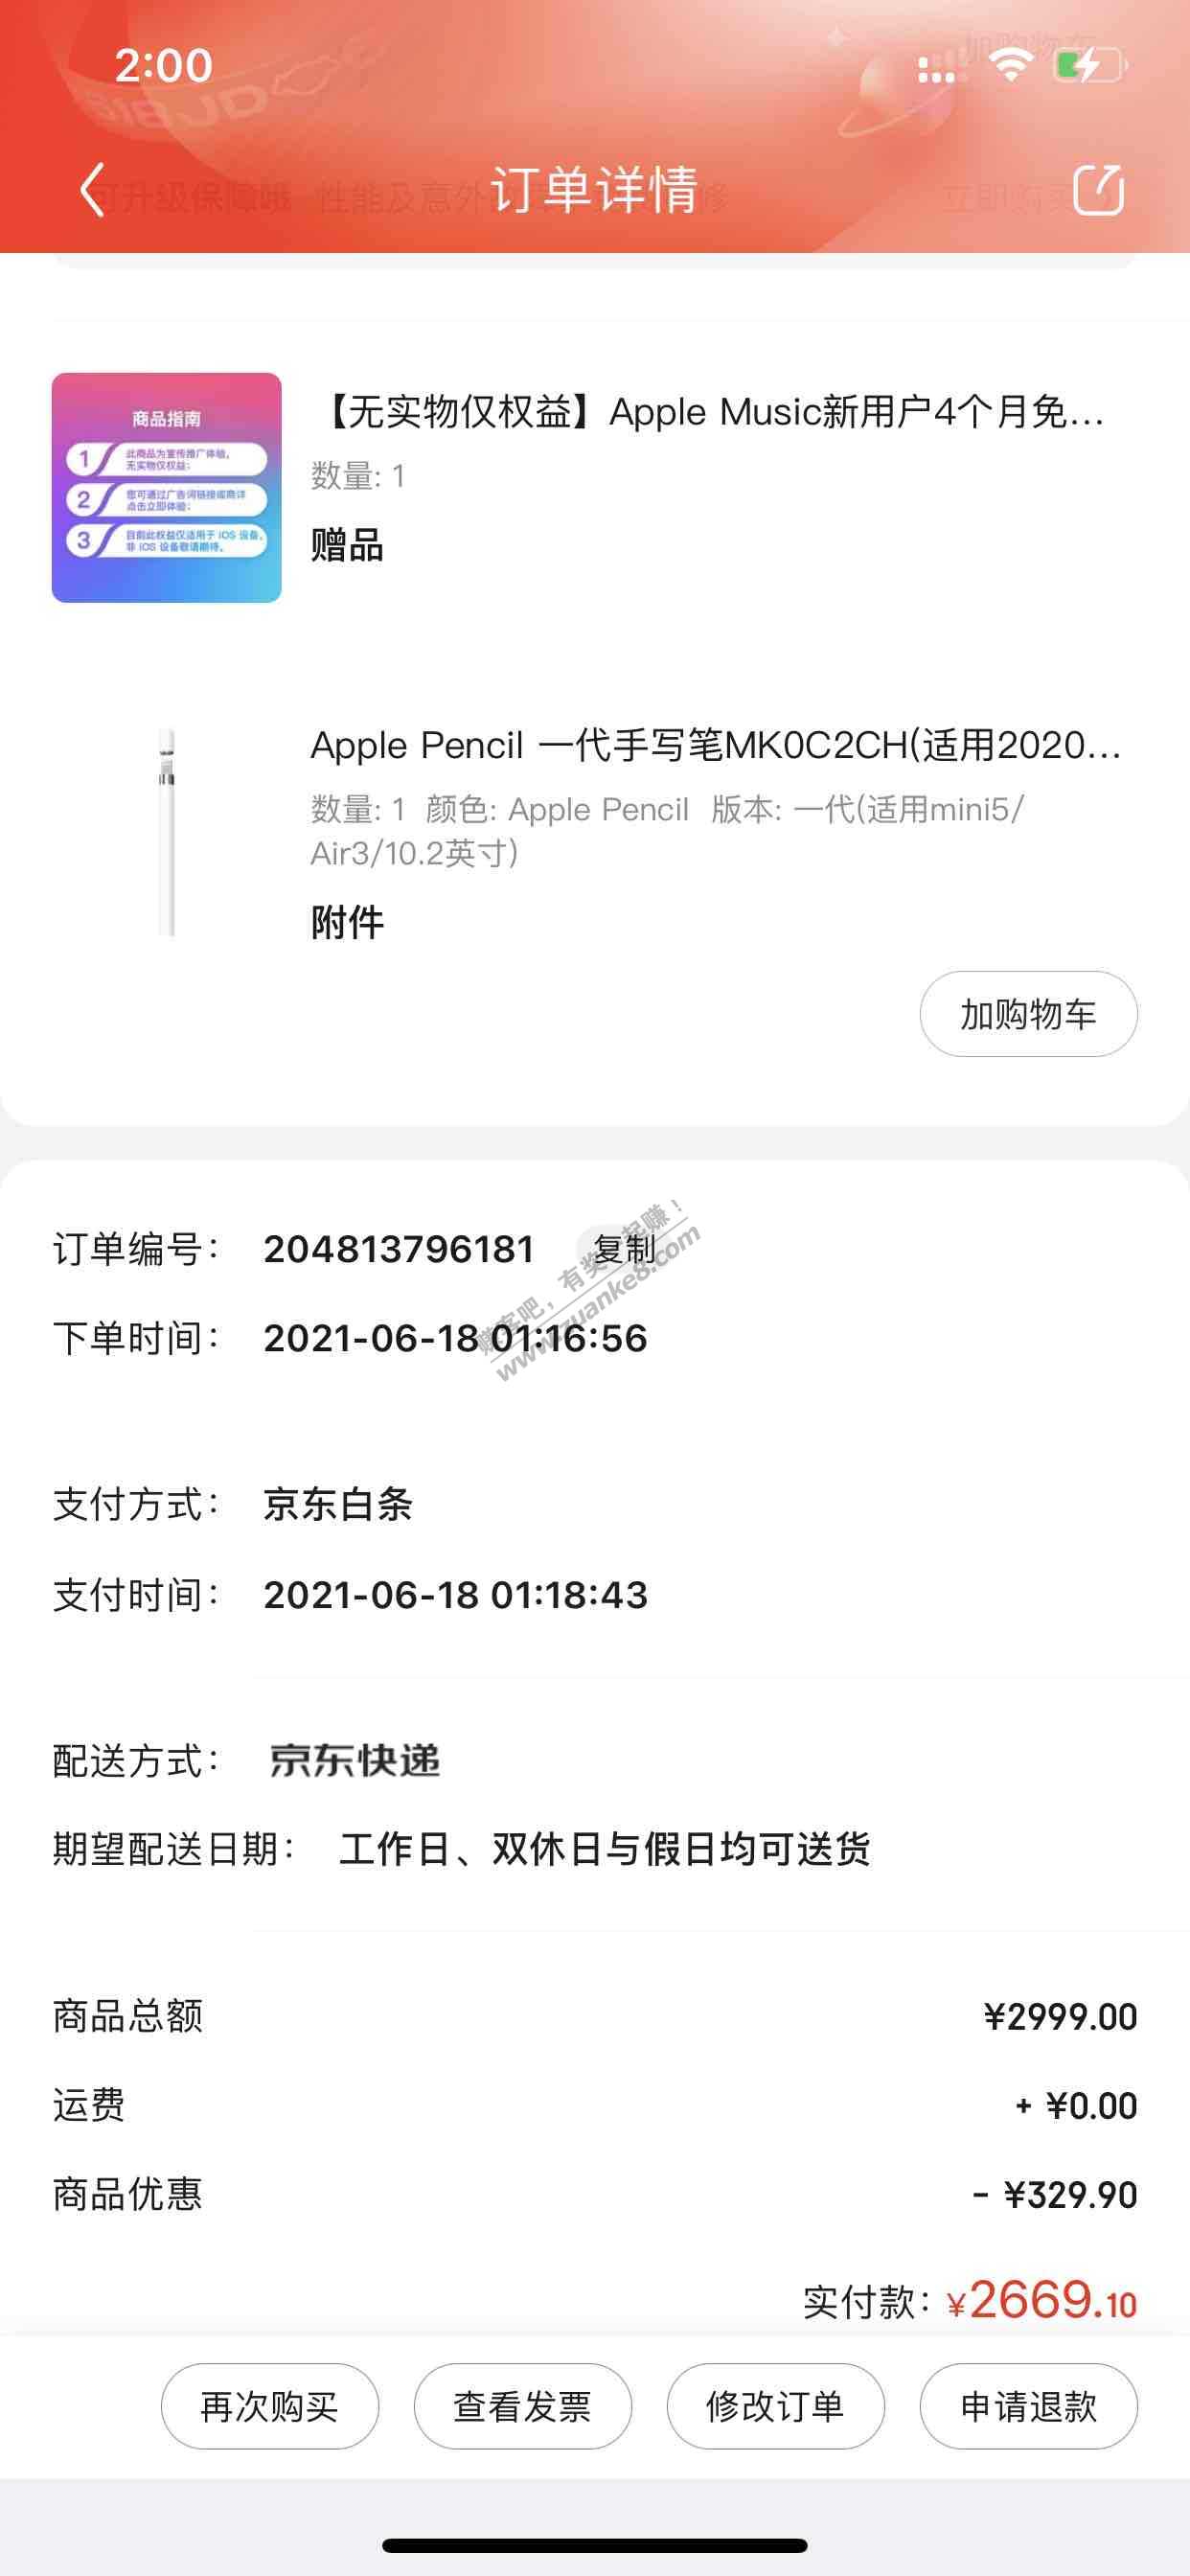 2:00
订单详情
商品指南
1 此商品为宣传推广体验，
无实物仅权益；
2 您可通过广告词链接或商详
点击立即体验；
3 目前此权益仅适用于 iOS 设备，
非 iOS 设备敬请期待。
【无实物仅权益】Apple Music新用户4个月免...
数量: 1
赠品
Apple Pencil 一代手写笔MK0C2CH(适用2020...
数量: 1 颜色: Apple Pencil 版本: 一代(适用mini5/
Air3/10.2英寸)
附件
加购物车
订单编号： 204813796181 复制
下单时间： 2021-06-18 01:16:56
赚客吧，有奖一起赚！
www.zuanke8.com
支付方式： 京东白条
支付时间： 2021-06-18 01:18:43
配送方式： 京东快递
期望配送日期： 工作日、双休日与假日均可送货
商品总额 ¥2999.00
运费 + ¥0.00
商品优惠 - ¥329.90
实付款：¥2669.10
再次购买 查看发票 修改订单 申请退款